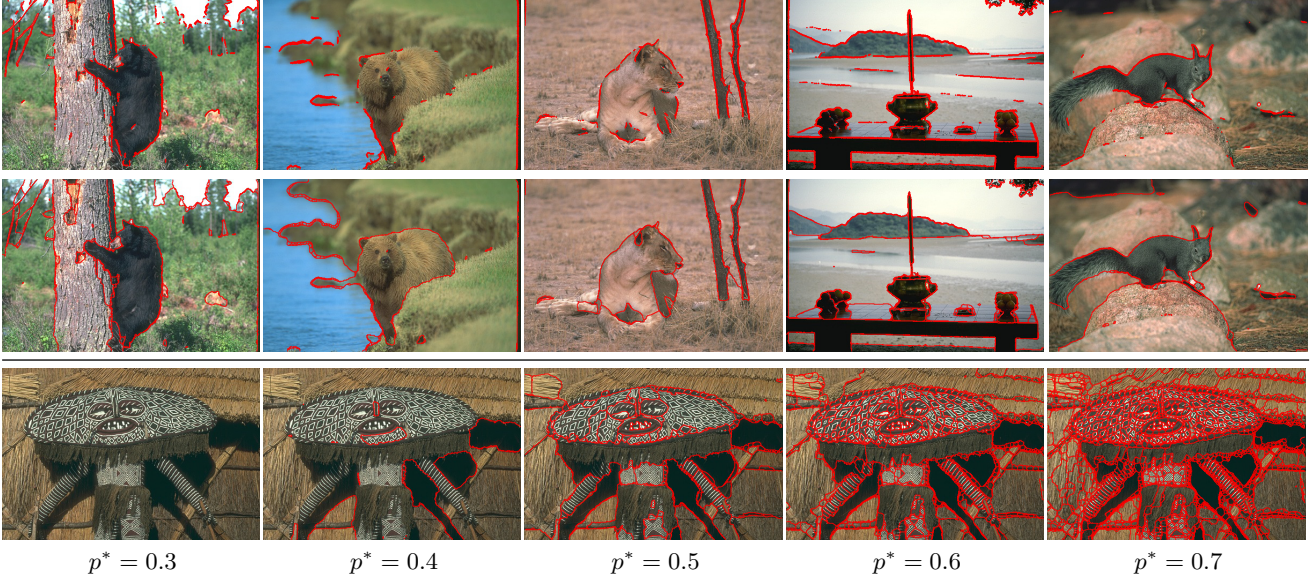 p* = 0.3
p* = 0.4
p* = 0.5
p* = 0.6
p* = 0.7